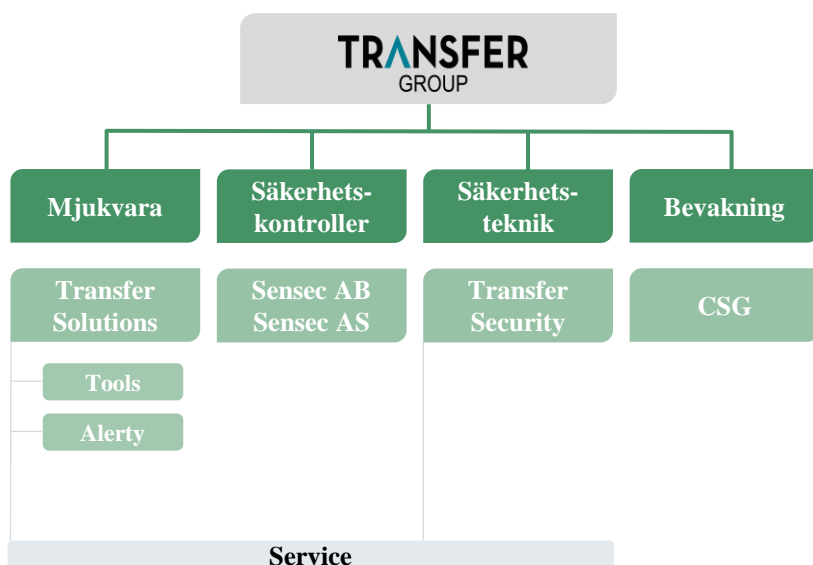 TRANSFER
GROUP
Mjukvara
Säkerhets-
kontroller
Säkerhets-
teknik
Bevakning
Transfer
Solutions
Sensec AB
Sensec AS
Transfer
Security
CSG
Tools
Alerty
Service